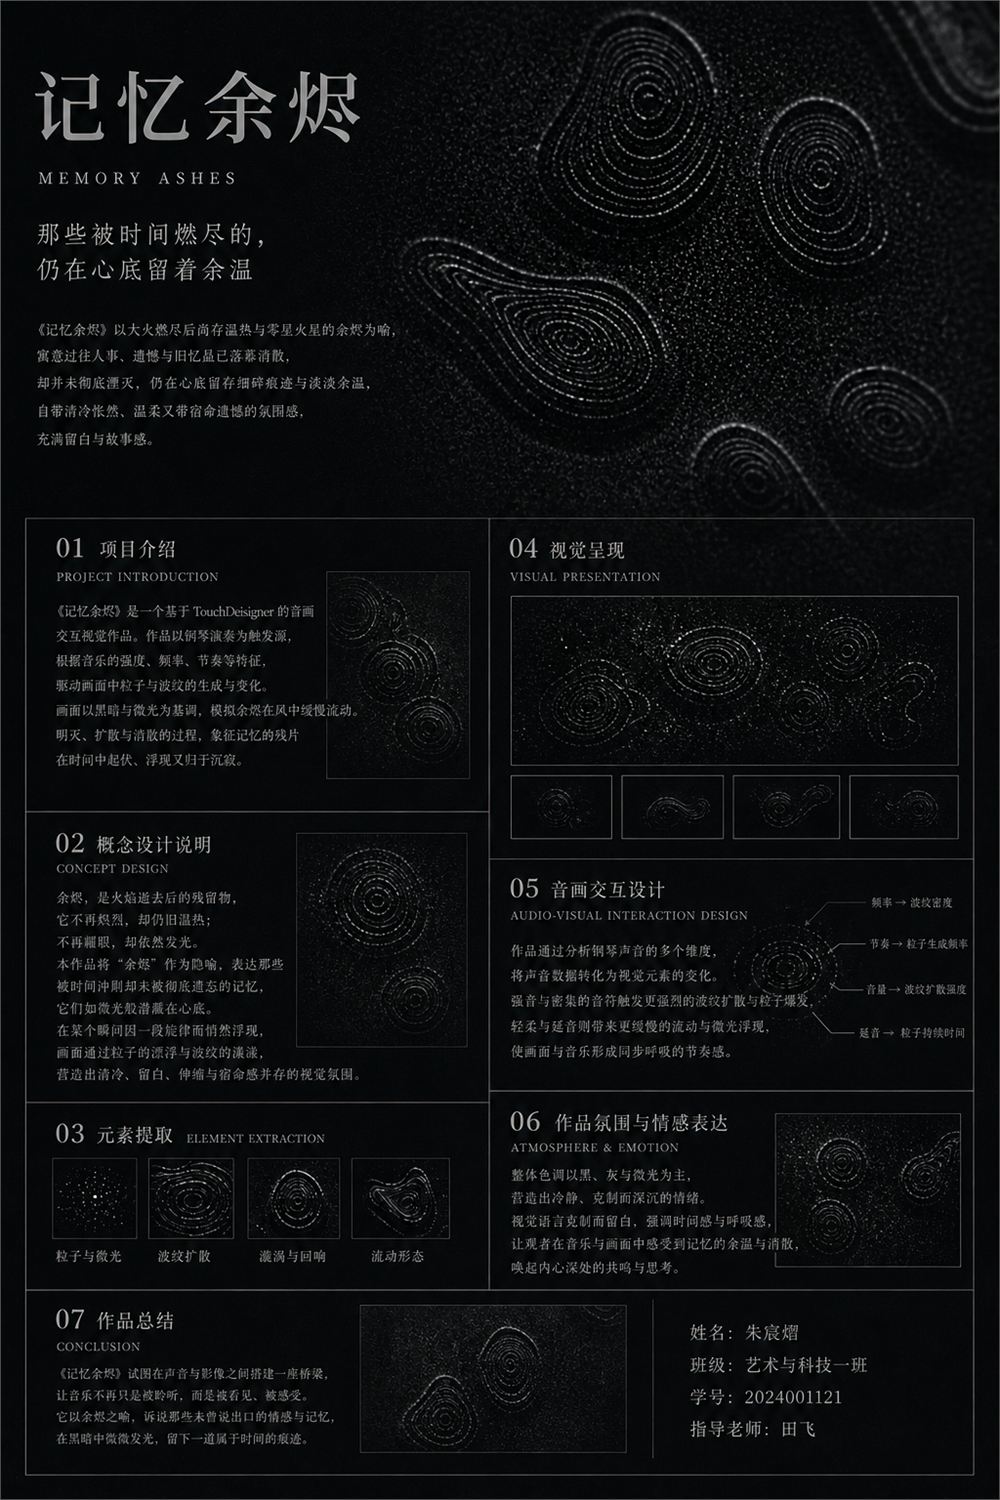 记忆余烬
MEMORY ASHES
那些被时间燃尽的，
仍在心底留着余温
《记忆余烬》以大火燃尽后尚存温热与零星火星的余烬为喻，
寓意过往人事、遗憾与旧忆虽已落幕消散，
却并未彻底湮灭，仍在心底留存细碎痕迹与淡淡余温，
自带清冷怅然、温柔又带宿命遗憾的氛围感，
充满留白与故事感。
01 项目介绍
PROJECT INTRODUCTION
《记忆余烬》是一个基于 TouchDeisigner 的音画
交互视觉作品。作品以钢琴演奏为触发源，
根据音乐的强度、频率、节奏等特征，
驱动画面中粒子与波纹的生成与变化。
画面以黑暗与微光为基调，模拟余烬在风中缓慢流动。
明灭、扩散与消散的过程，象征记忆的残片
在时间中起伏、浮现又归于沉寂。
02 概念设计说明
CONCEPT DESIGN
余烬，是火焰逝去后的残留物，
它不再炽烈，却仍旧温热；
不再耀眼，却依然发光。
本作品将“余烬”作为隐喻，表达那些
被时间冲刷却未被彻底遗忘的记忆，
它们如微光般潜藏在心底。
在某个瞬间因一段旋律而悄然浮现，
画面通过粒子的漂浮与波纹的漾漾，
营造出清冷、留白、伸缩与宿命感并存的视觉氛围。
03 元素提取 ELEMENT EXTRACTION
粒子与微光
波纹扩散
漩涡与回响
流动形态
04 视觉呈现
VISUAL PRESENTATION
05 音画交互设计
AUDIO-VISUAL INTERACTION DESIGN
作品通过分析钢琴声音的多个维度，
将声音数据转化为视觉元素的变化。
强音与密集的音符触发更强烈的波纹扩散与粒子爆发，
轻柔与延音则带来更缓慢的流动与微光浮现，
使画面与音乐形成同步呼吸的节奏感。
频率 → 波纹密度
节奏 → 粒子生成频率
音量 → 波纹扩散强度
延音 → 粒子持续时间
06 作品氛围与情感表达
ATMOSPHERE & EMOTION
整体色调以黑、灰与微光为主，
营造出冷静、克制而深沉的情绪。
视觉语言克制而留白，强调时间感与呼吸感，
让观者在音乐与画面中感受到记忆的余温与消散，
唤起内心深处的共鸣与思考。
07 作品总结
CONCLUSION
《记忆余烬》试图在声音与影像之间搭建一座桥梁，
让音乐不再只是被聆听，而是被看见、被感受。
它以余烬之喻，诉说那些未曾说出口的情感与记忆，
在黑暗中微微发光，留下一道属于时间的痕迹。
姓名：朱宸熠
班级：艺术与科技一班
学号：2024001121
指导老师：田飞